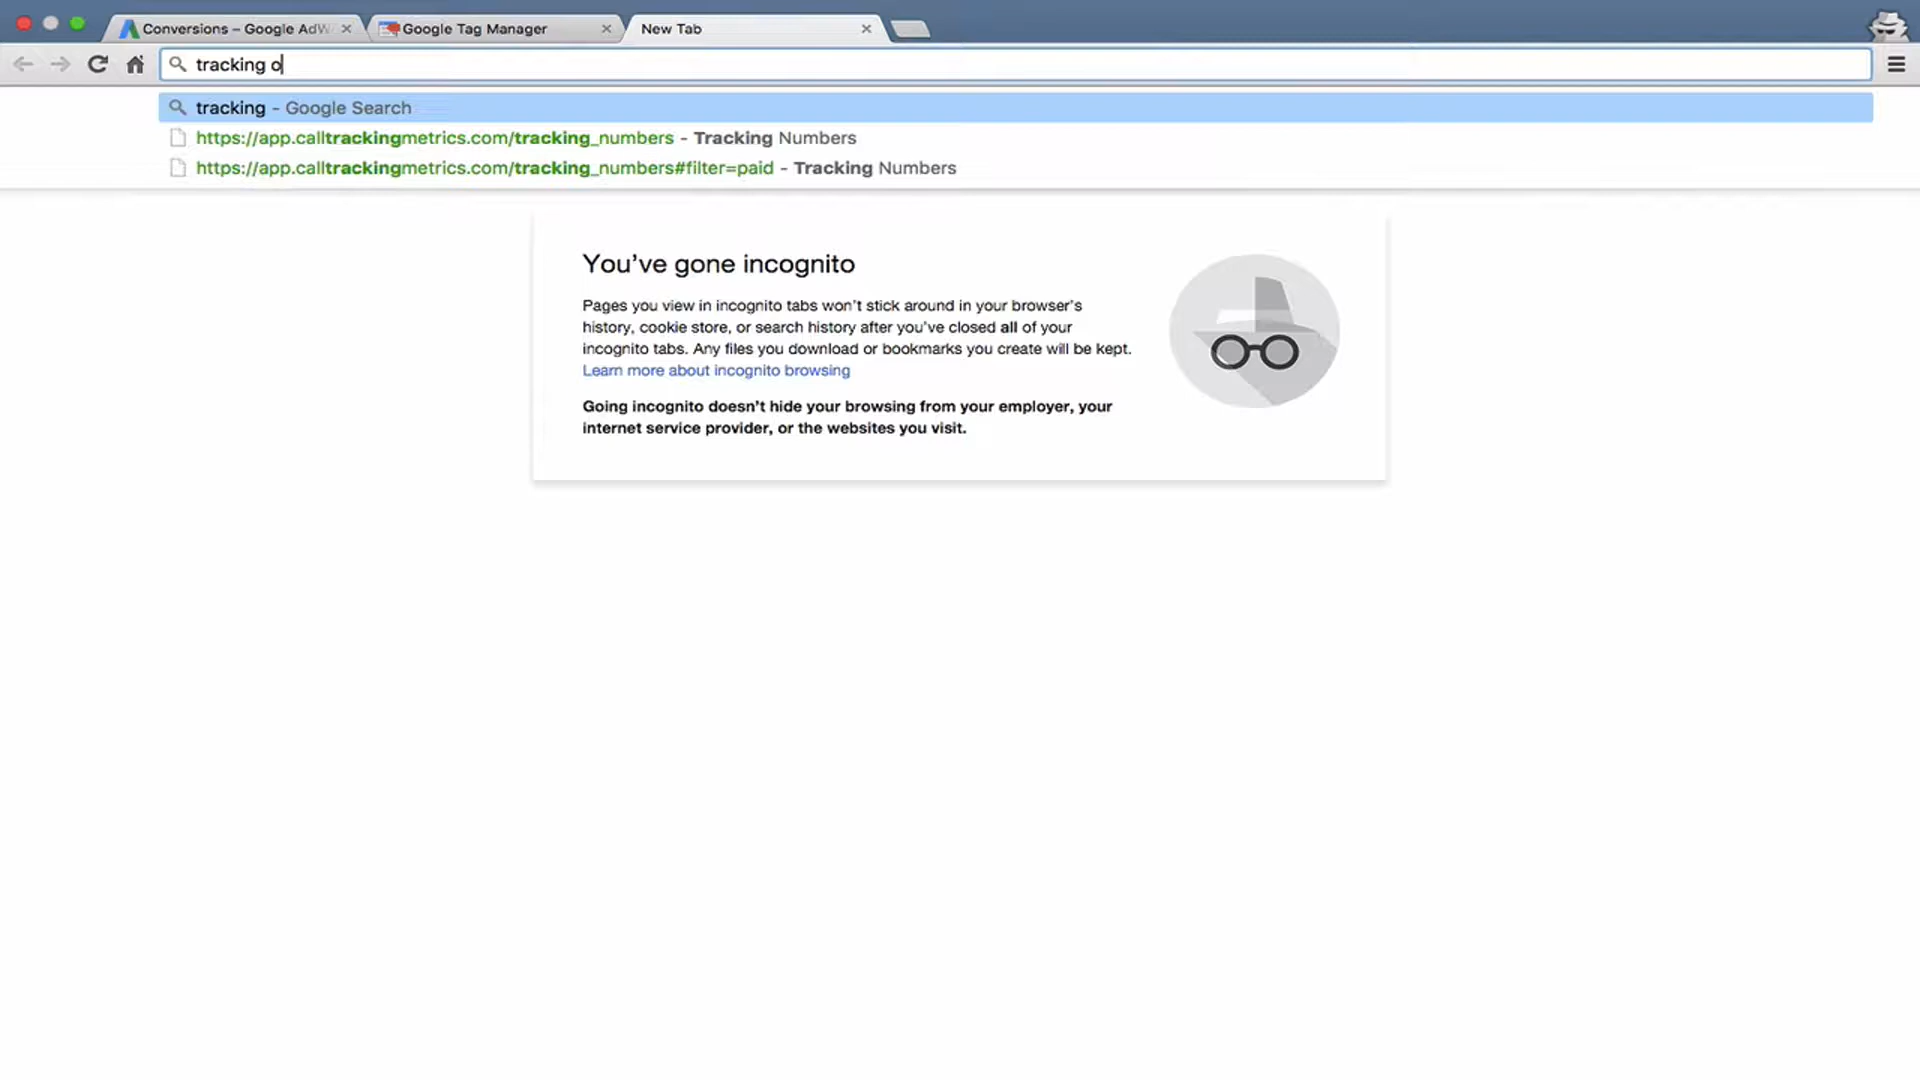 Conversions – Google AdW
Google Tag Manager
New Tab
tracking o
tracking – Google Search
https://app.calltrackingmetrics.com/tracking_numbers – Tracking Numbers
https://app.calltrackingmetrics.com/tracking_numbers#filter=paid – Tracking Numbers
You've gone incognito
Pages you view in incognito tabs won't stick around in your browser's
history, cookie store, or search history after you've closed all of your
incognito tabs. Any files you download or bookmarks you create will be kept.
Learn more about incognito browsing
Going incognito doesn't hide your browsing from your employer, your
internet service provider, or the websites you visit.